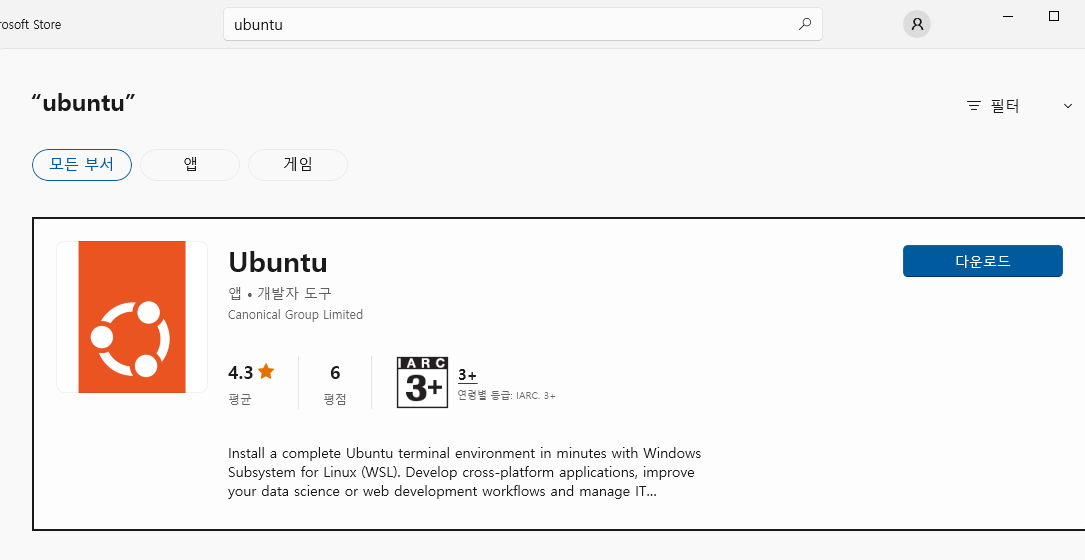 rosoft Store
ubuntu
“ubuntu”
필터
모든 부서
앱
게임
Ubuntu
다운로드
앱 • 개발자 도구
Canonical Group Limited
4.3
6
IARC
3+
3+
평균
평점
연령별 등급: IARC. 3+
Install a complete Ubuntu terminal environment in minutes with Windows
Subsystem for Linux (WSL). Develop cross-platform applications, improve
your data science or web development workflows and manage IT...